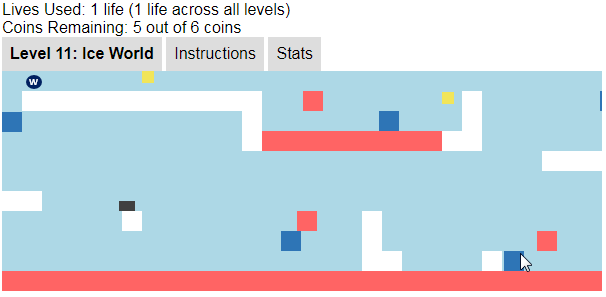 Lives Used: 1 life (1 life across all levels)
Coins Remaining: 5 out of 6 coins
Level 11: Ice World Instructions Stats
w